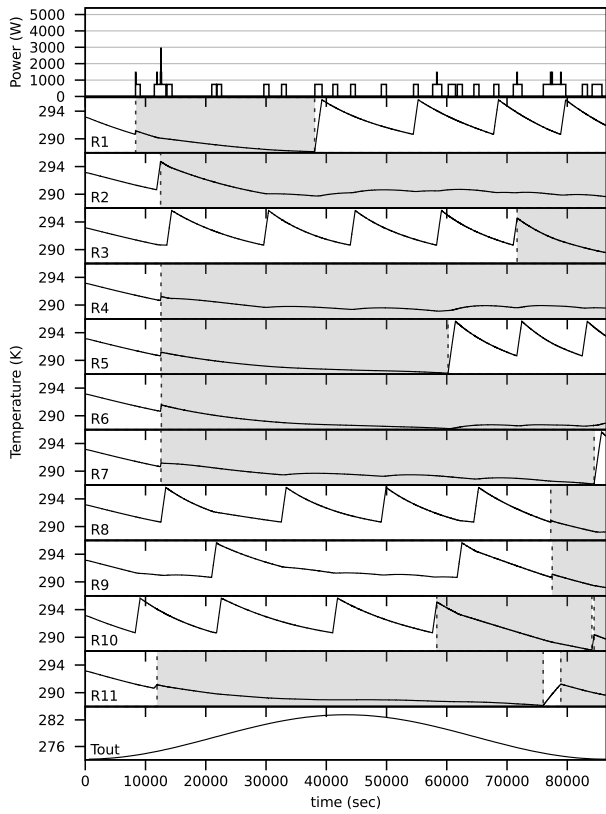 Power (W)
5000
4000
3000
2000
1000
0
Temperature (K)
294
290
R1
294
290
R2
294
290
R3
294
290
R4
294
290
R5
294
290
R6
294
290
R7
294
290
R8
294
290
R9
294
290
R10
294
290
R11
282
276
Tout
0 10000 20000 30000 40000 50000 60000 70000 80000
time (sec)